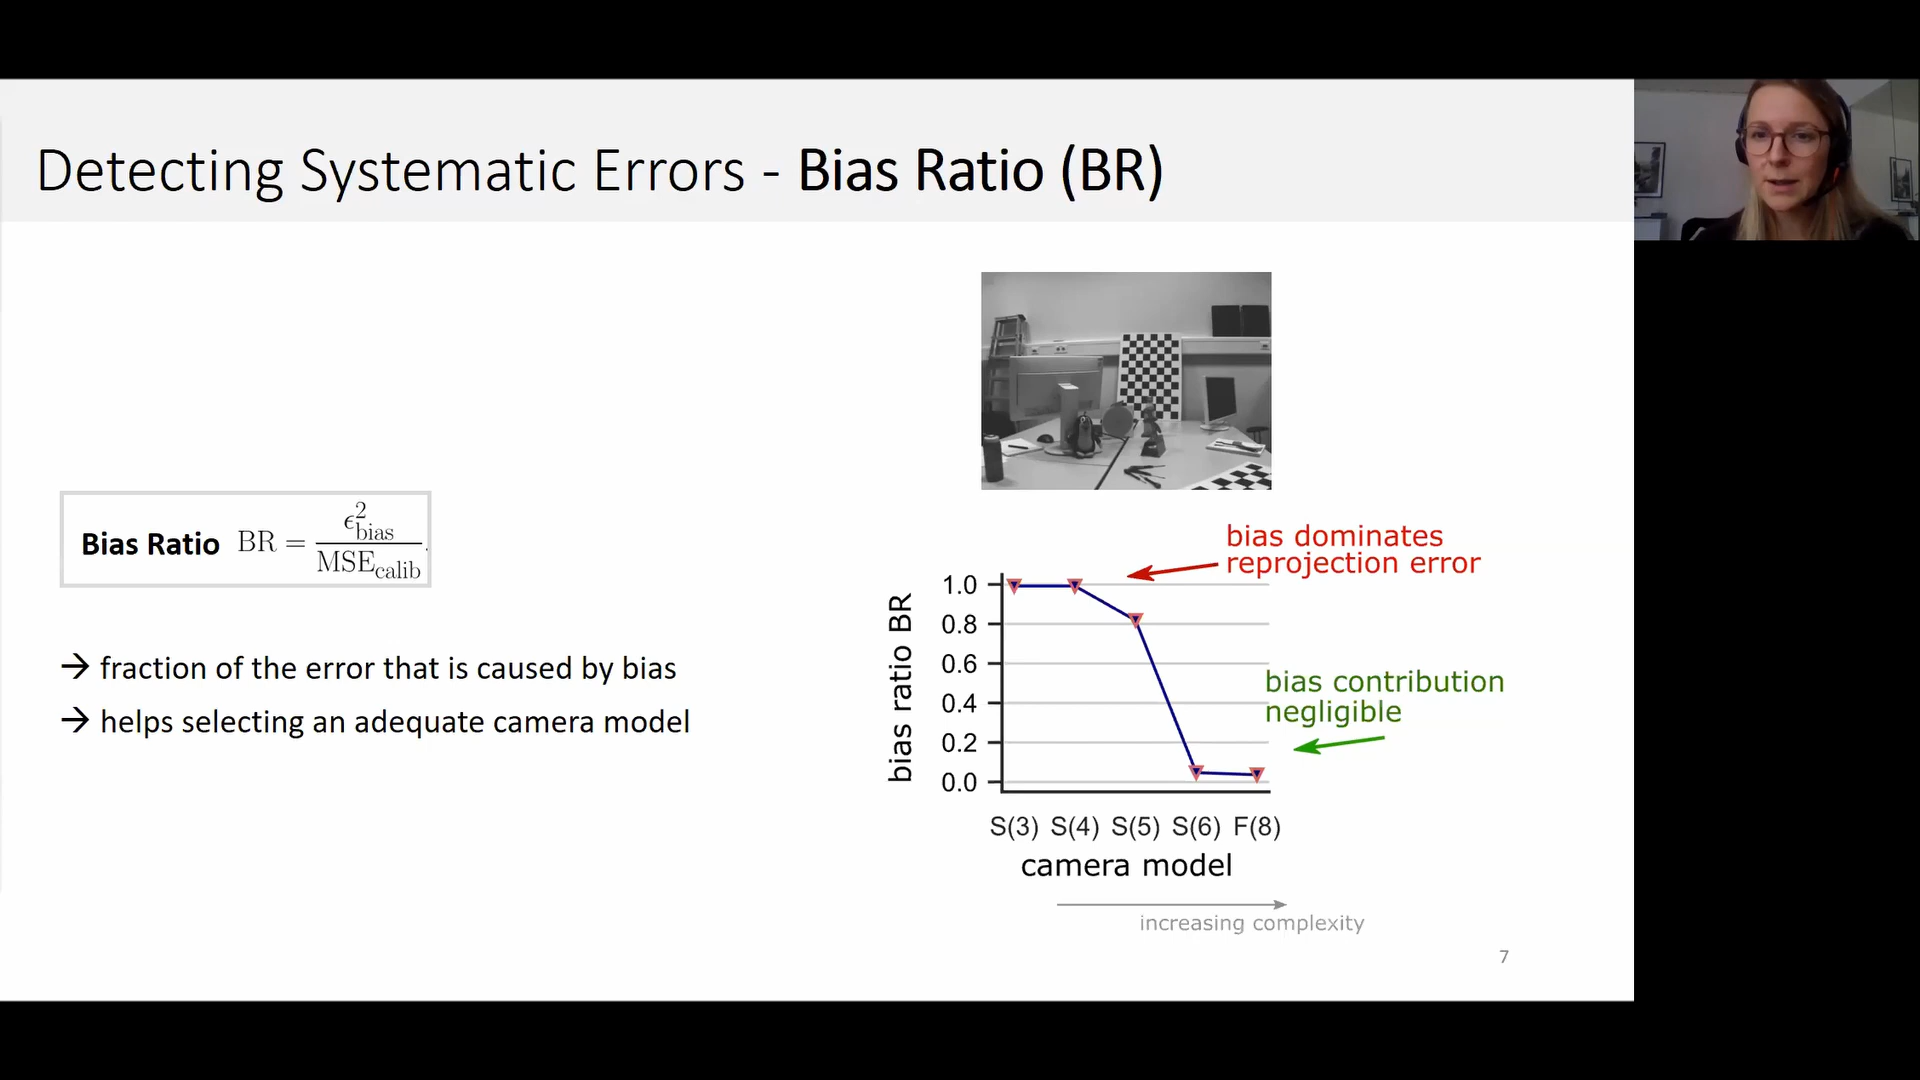 Detecting Systematic Errors - Bias Ratio (BR)
Bias Ratio BR = ϵ²bias / MSEcalib.
→ fraction of the error that is caused by bias
→ helps selecting an adequate camera model
bias dominates
reprojection error
bias contribution
negligible
bias ratio BR
1.0
0.8
0.6
0.4
0.2
0.0
S(3) S(4) S(5) S(6) F(8)
camera model
increasing complexity
7